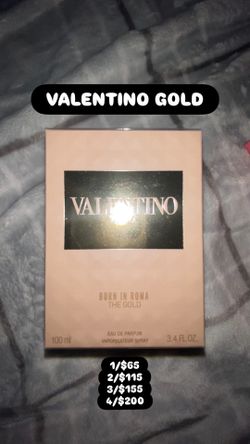 VALENTINO GOLD
VALENTINO
BORN IN ROMA
THE GOLD
EAU DE PARFUM
VAPORISATEUR SPRAY
100 ml
3.4 FL.OZ.
1/$65
2/$115
3/$155
4/$200